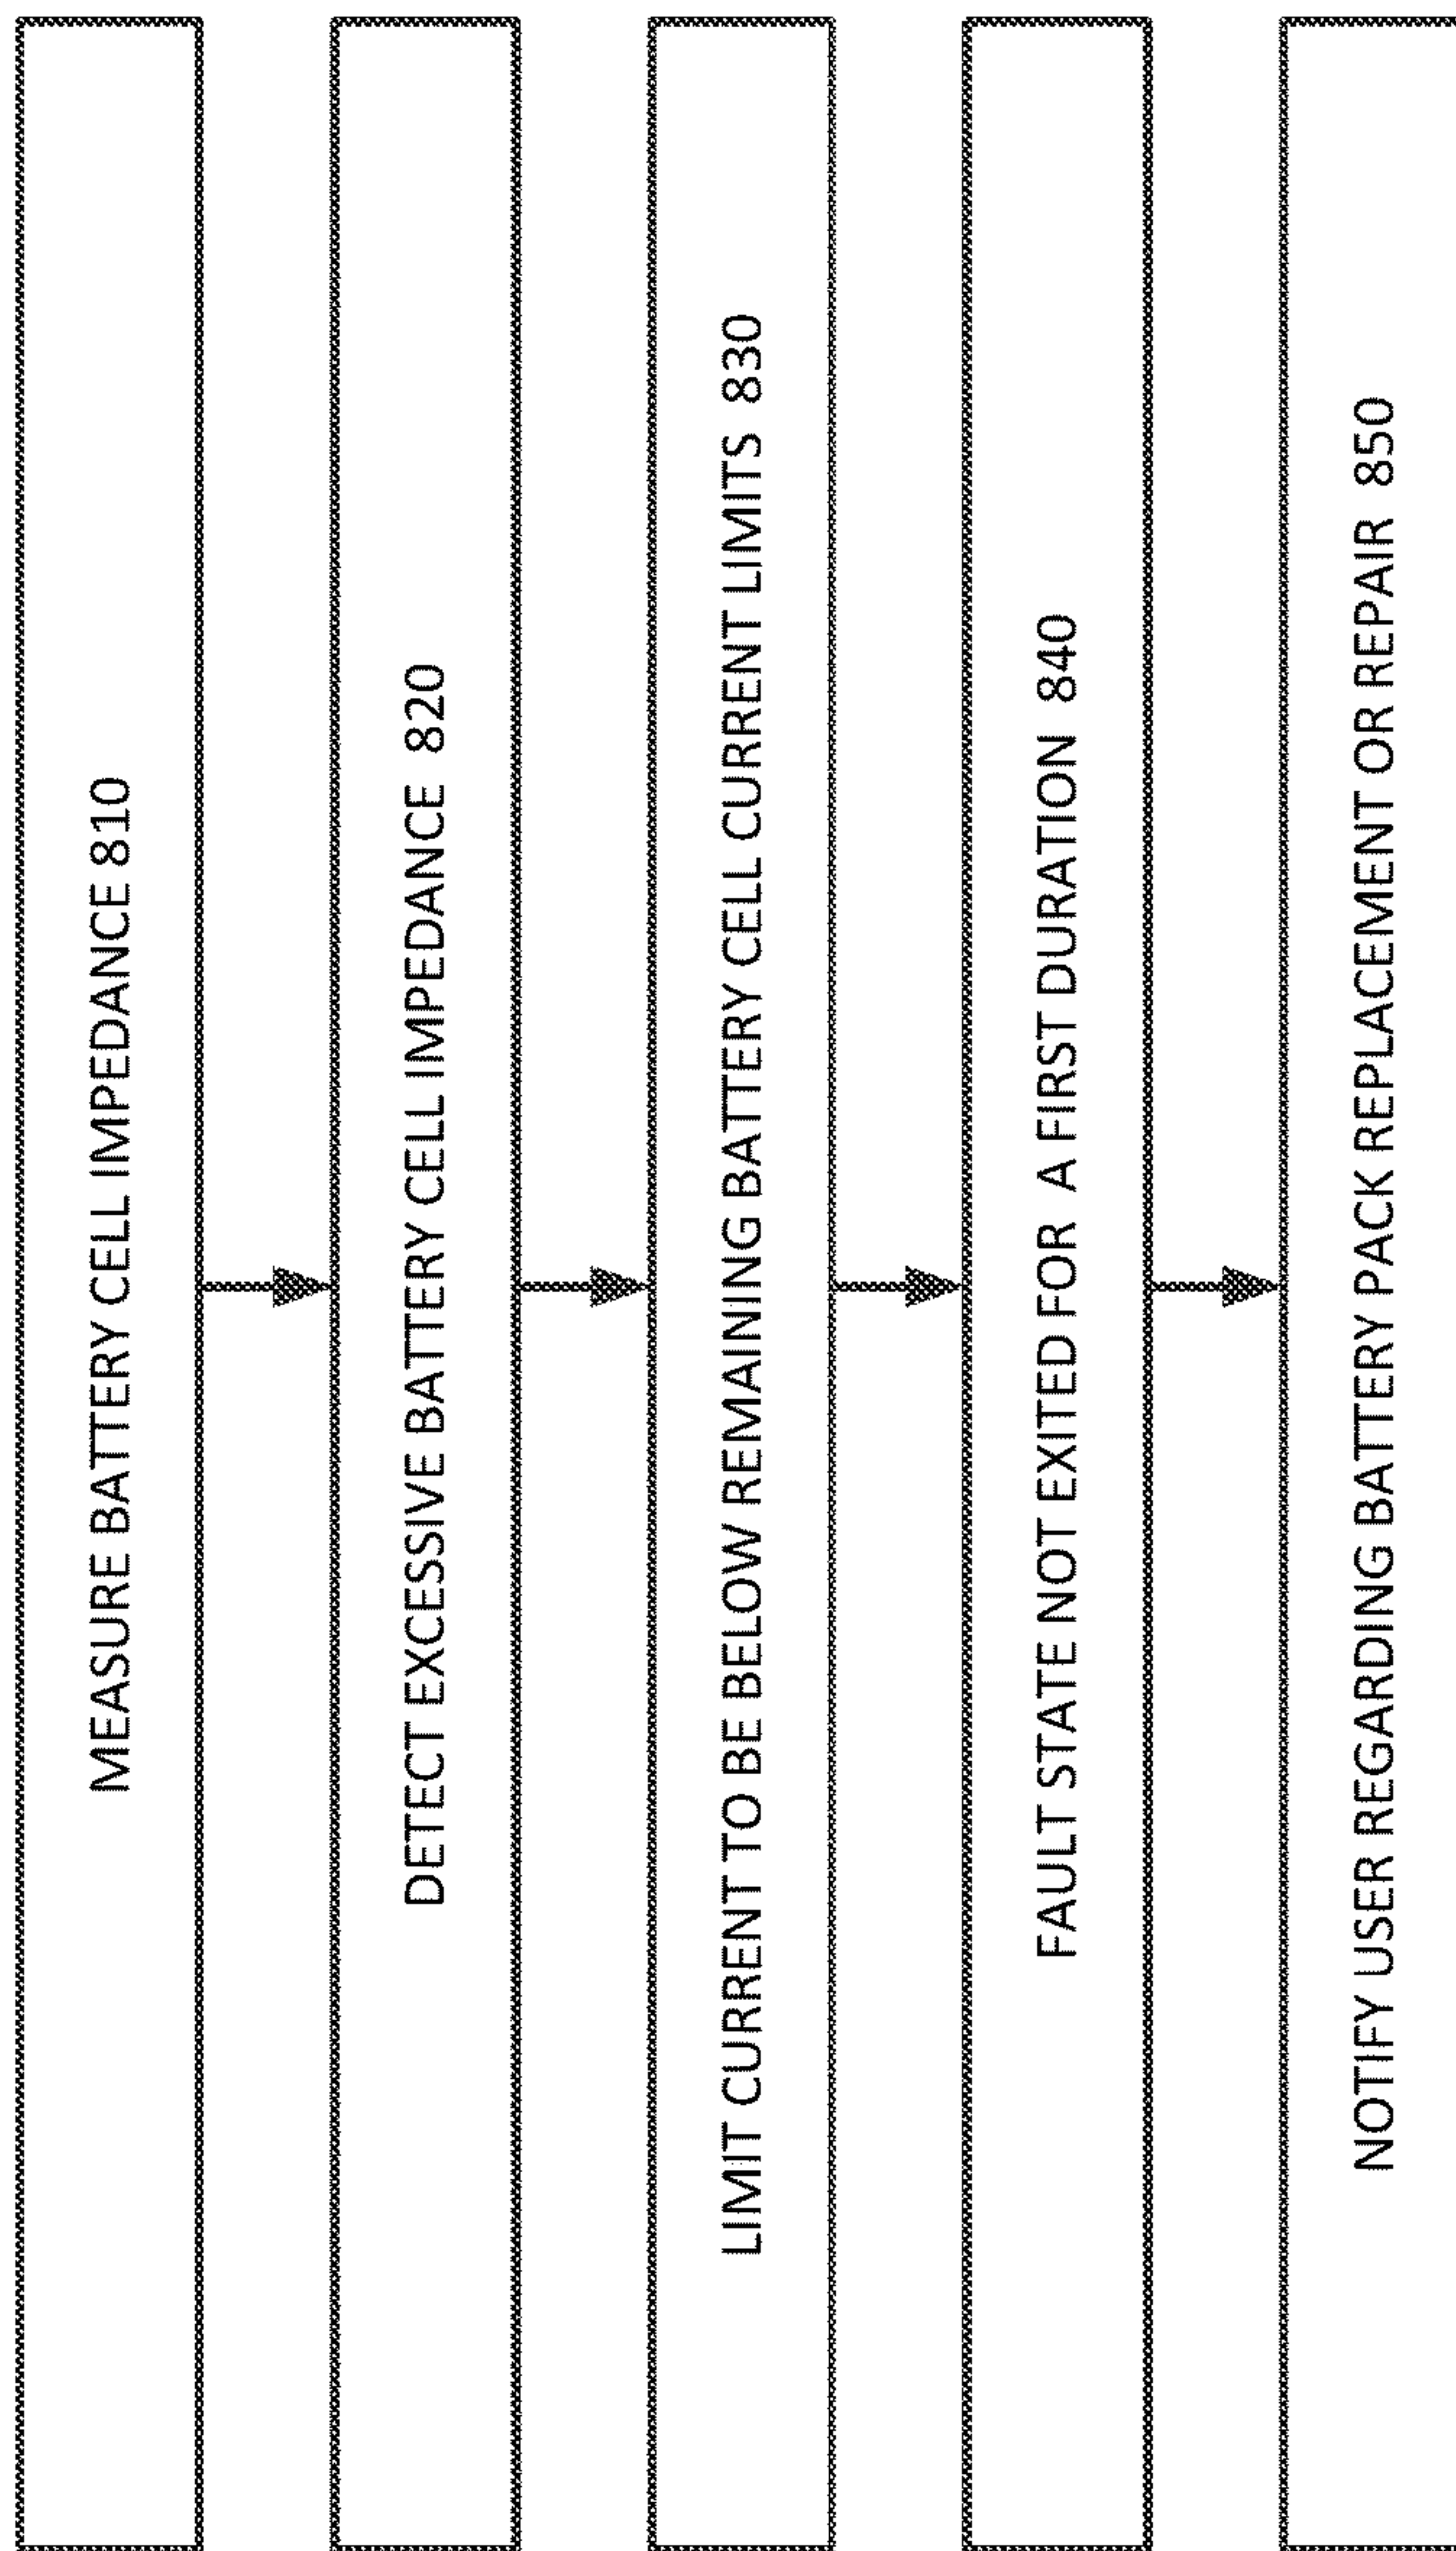 MEASURE BATTERY CELL IMPEDANCE 810
DETECT EXCESSIVE BATTERY CELL IMPEDANCE 820
LIMIT CURRENT TO BE BELOW REMAINING BATTERY CELL CURRENT LIMITS 830
FAULT STATE NOT EXITED FOR A FIRST DURATION 840
NOTIFY USER REGARDING BATTERY PACK REPLACEMENT OR REPAIR 850